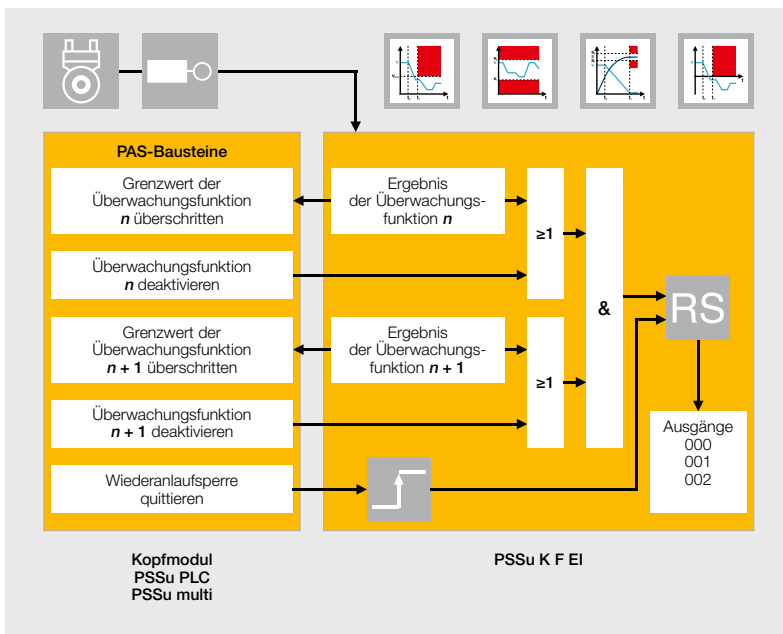 PAS-Bausteine
Grenzwert der
Überwachungsfunktion
n überschritten
Ergebnis
der Überwachungs-
funktion n
≥1
Überwachungsfunktion
n deaktivieren
&
RS
Grenzwert der
Überwachungsfunktion
n + 1 überschritten
Ergebnis
der Überwachungs-
funktion n + 1
≥1
Überwachungsfunktion
n + 1 deaktivieren
Ausgänge
000
001
002
Wiederanlaufsperre
quittieren
Kopfmodul
PSSu PLC
PSSu multi
PSSu K F EI